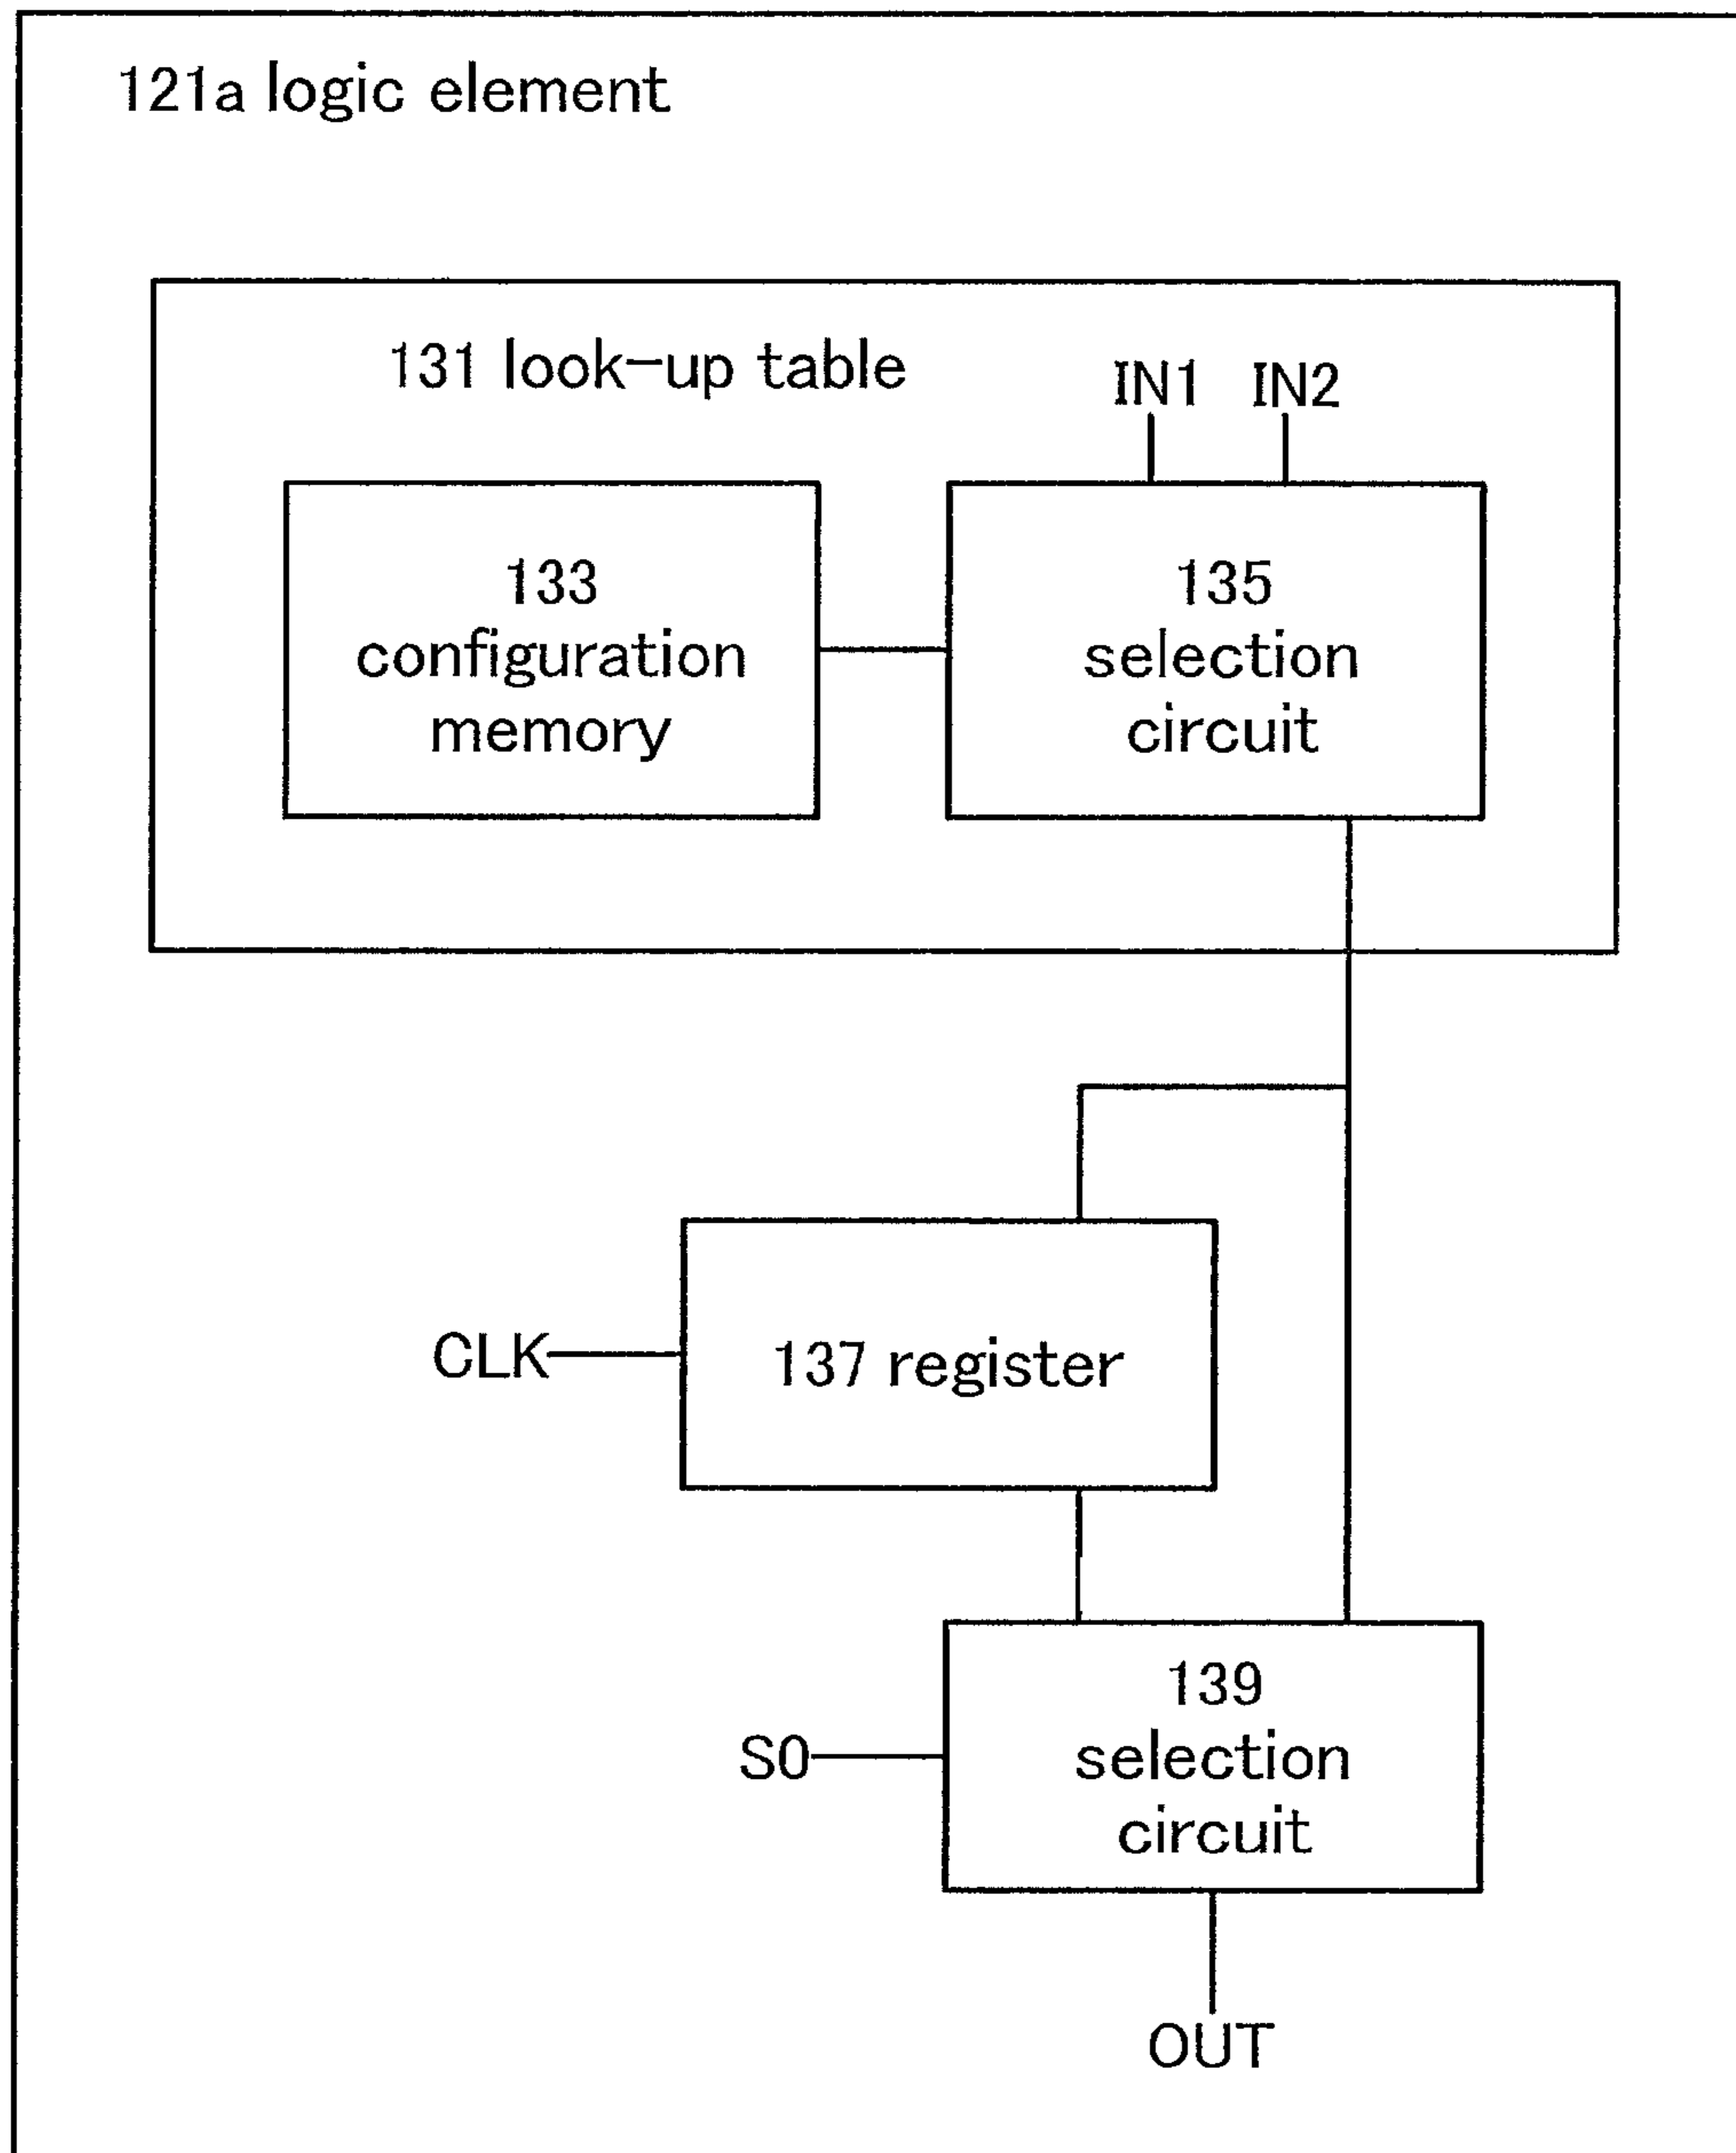 121a logic element
131 look-up table
IN1 IN2
133
configuration
memory
135
selection
circuit
CLK
137 register
139
selection
circuit
S0
OUT